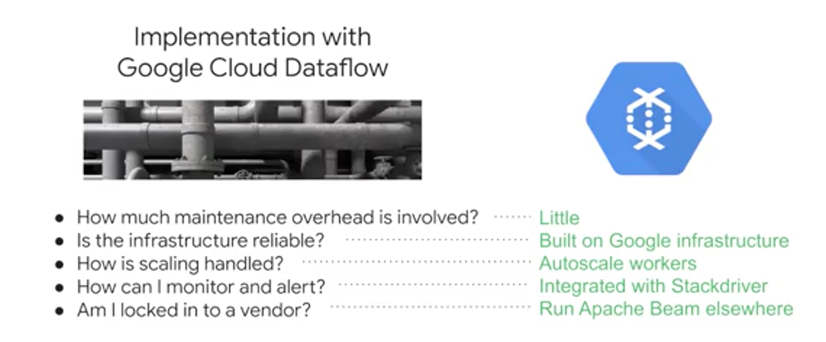 Implementation with
Google Cloud Dataflow
● How much maintenance overhead is involved? ........ Little
● Is the infrastructure reliable? ........ Built on Google infrastructure
● How is scaling handled? ........ Autoscale workers
● How can I monitor and alert? ........ Integrated with Stackdriver
● Am I locked in to a vendor? ........ Run Apache Beam elsewhere